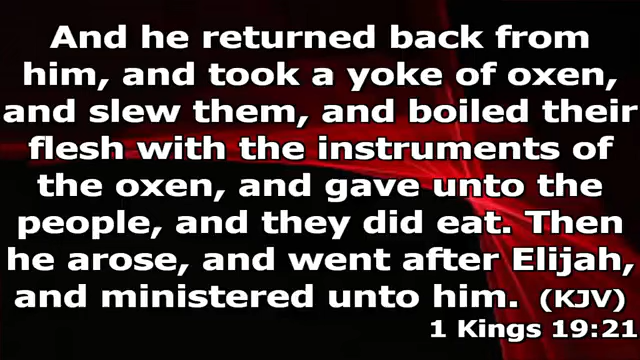 And he returned back from
him, and took a yoke of oxen,
and slew them, and boiled their
flesh with the instruments of
the oxen, and gave unto the
people, and they did eat. Then
he arose, and went after Elijah,
and ministered unto him. (KJV)
1 Kings 19:21